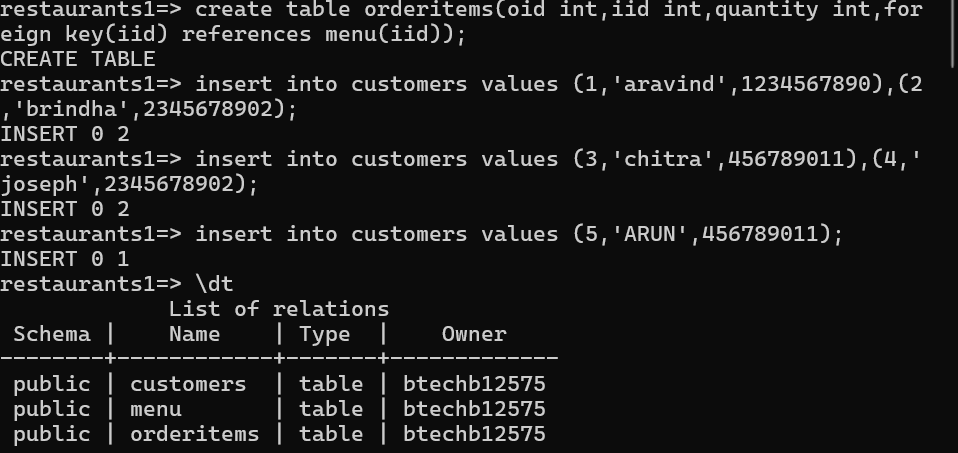 restaurants1=> create table orderitems(oid int,iid int,quantity int,for
eign key(iid) references menu(iid));
CREATE TABLE
restaurants1=> insert into customers values (1,'aravind',1234567890),(2
,'brindha',2345678902);
INSERT 0 2
restaurants1=> insert into customers values (3,'chitra',456789011),(4,'
joseph',2345678902);
INSERT 0 2
restaurants1=> insert into customers values (5,'ARUN',456789011);
INSERT 0 1
restaurants1=> \dt
             List of relations
 Schema |    Name    | Type  |    Owner
--------+------------+-------+-------------
 public | customers  | table | btechb12575
 public | menu       | table | btechb12575
 public | orderitems | table | btechb12575